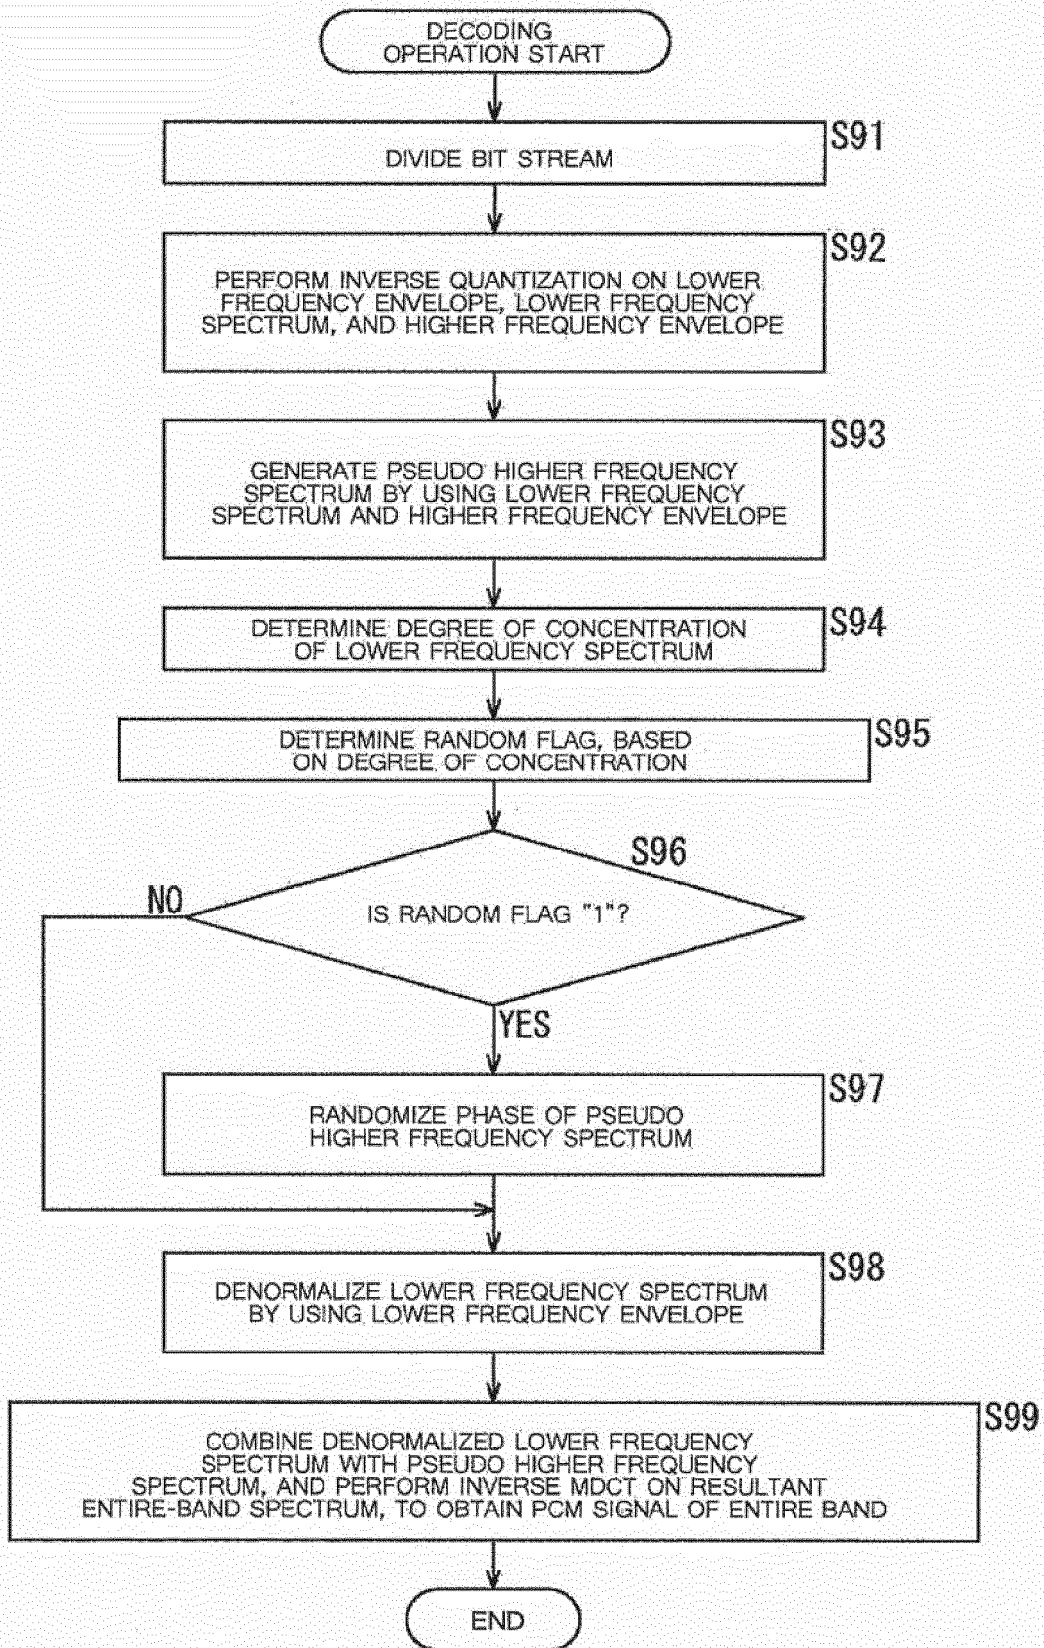 DECODING
OPERATION START
S91
DIVIDE BIT STREAM
S92
PERFORM INVERSE QUANTIZATION ON LOWER
FREQUENCY ENVELOPE, LOWER FREQUENCY
SPECTRUM, AND HIGHER FREQUENCY ENVELOPE
S93
GENERATE PSEUDO HIGHER FREQUENCY
SPECTRUM BY USING LOWER FREQUENCY
SPECTRUM AND HIGHER FREQUENCY ENVELOPE
S94
DETERMINE DEGREE OF CONCENTRATION
OF LOWER FREQUENCY SPECTRUM
S95
DETERMINE RANDOM FLAG, BASED
ON DEGREE OF CONCENTRATION
S96
NO
IS RANDOM FLAG "1"?
YES
S97
RANDOMIZE PHASE OF PSEUDO
HIGHER FREQUENCY SPECTRUM
S98
DENORMALIZE LOWER FREQUENCY SPECTRUM
BY USING LOWER FREQUENCY ENVELOPE
S99
COMBINE DENORMALIZED LOWER FREQUENCY
SPECTRUM WITH PSEUDO HIGHER FREQUENCY
SPECTRUM, AND PERFORM INVERSE MDCT ON RESULTANT
ENTIRE-BAND SPECTRUM, TO OBTAIN PCM SIGNAL OF ENTIRE BAND
END